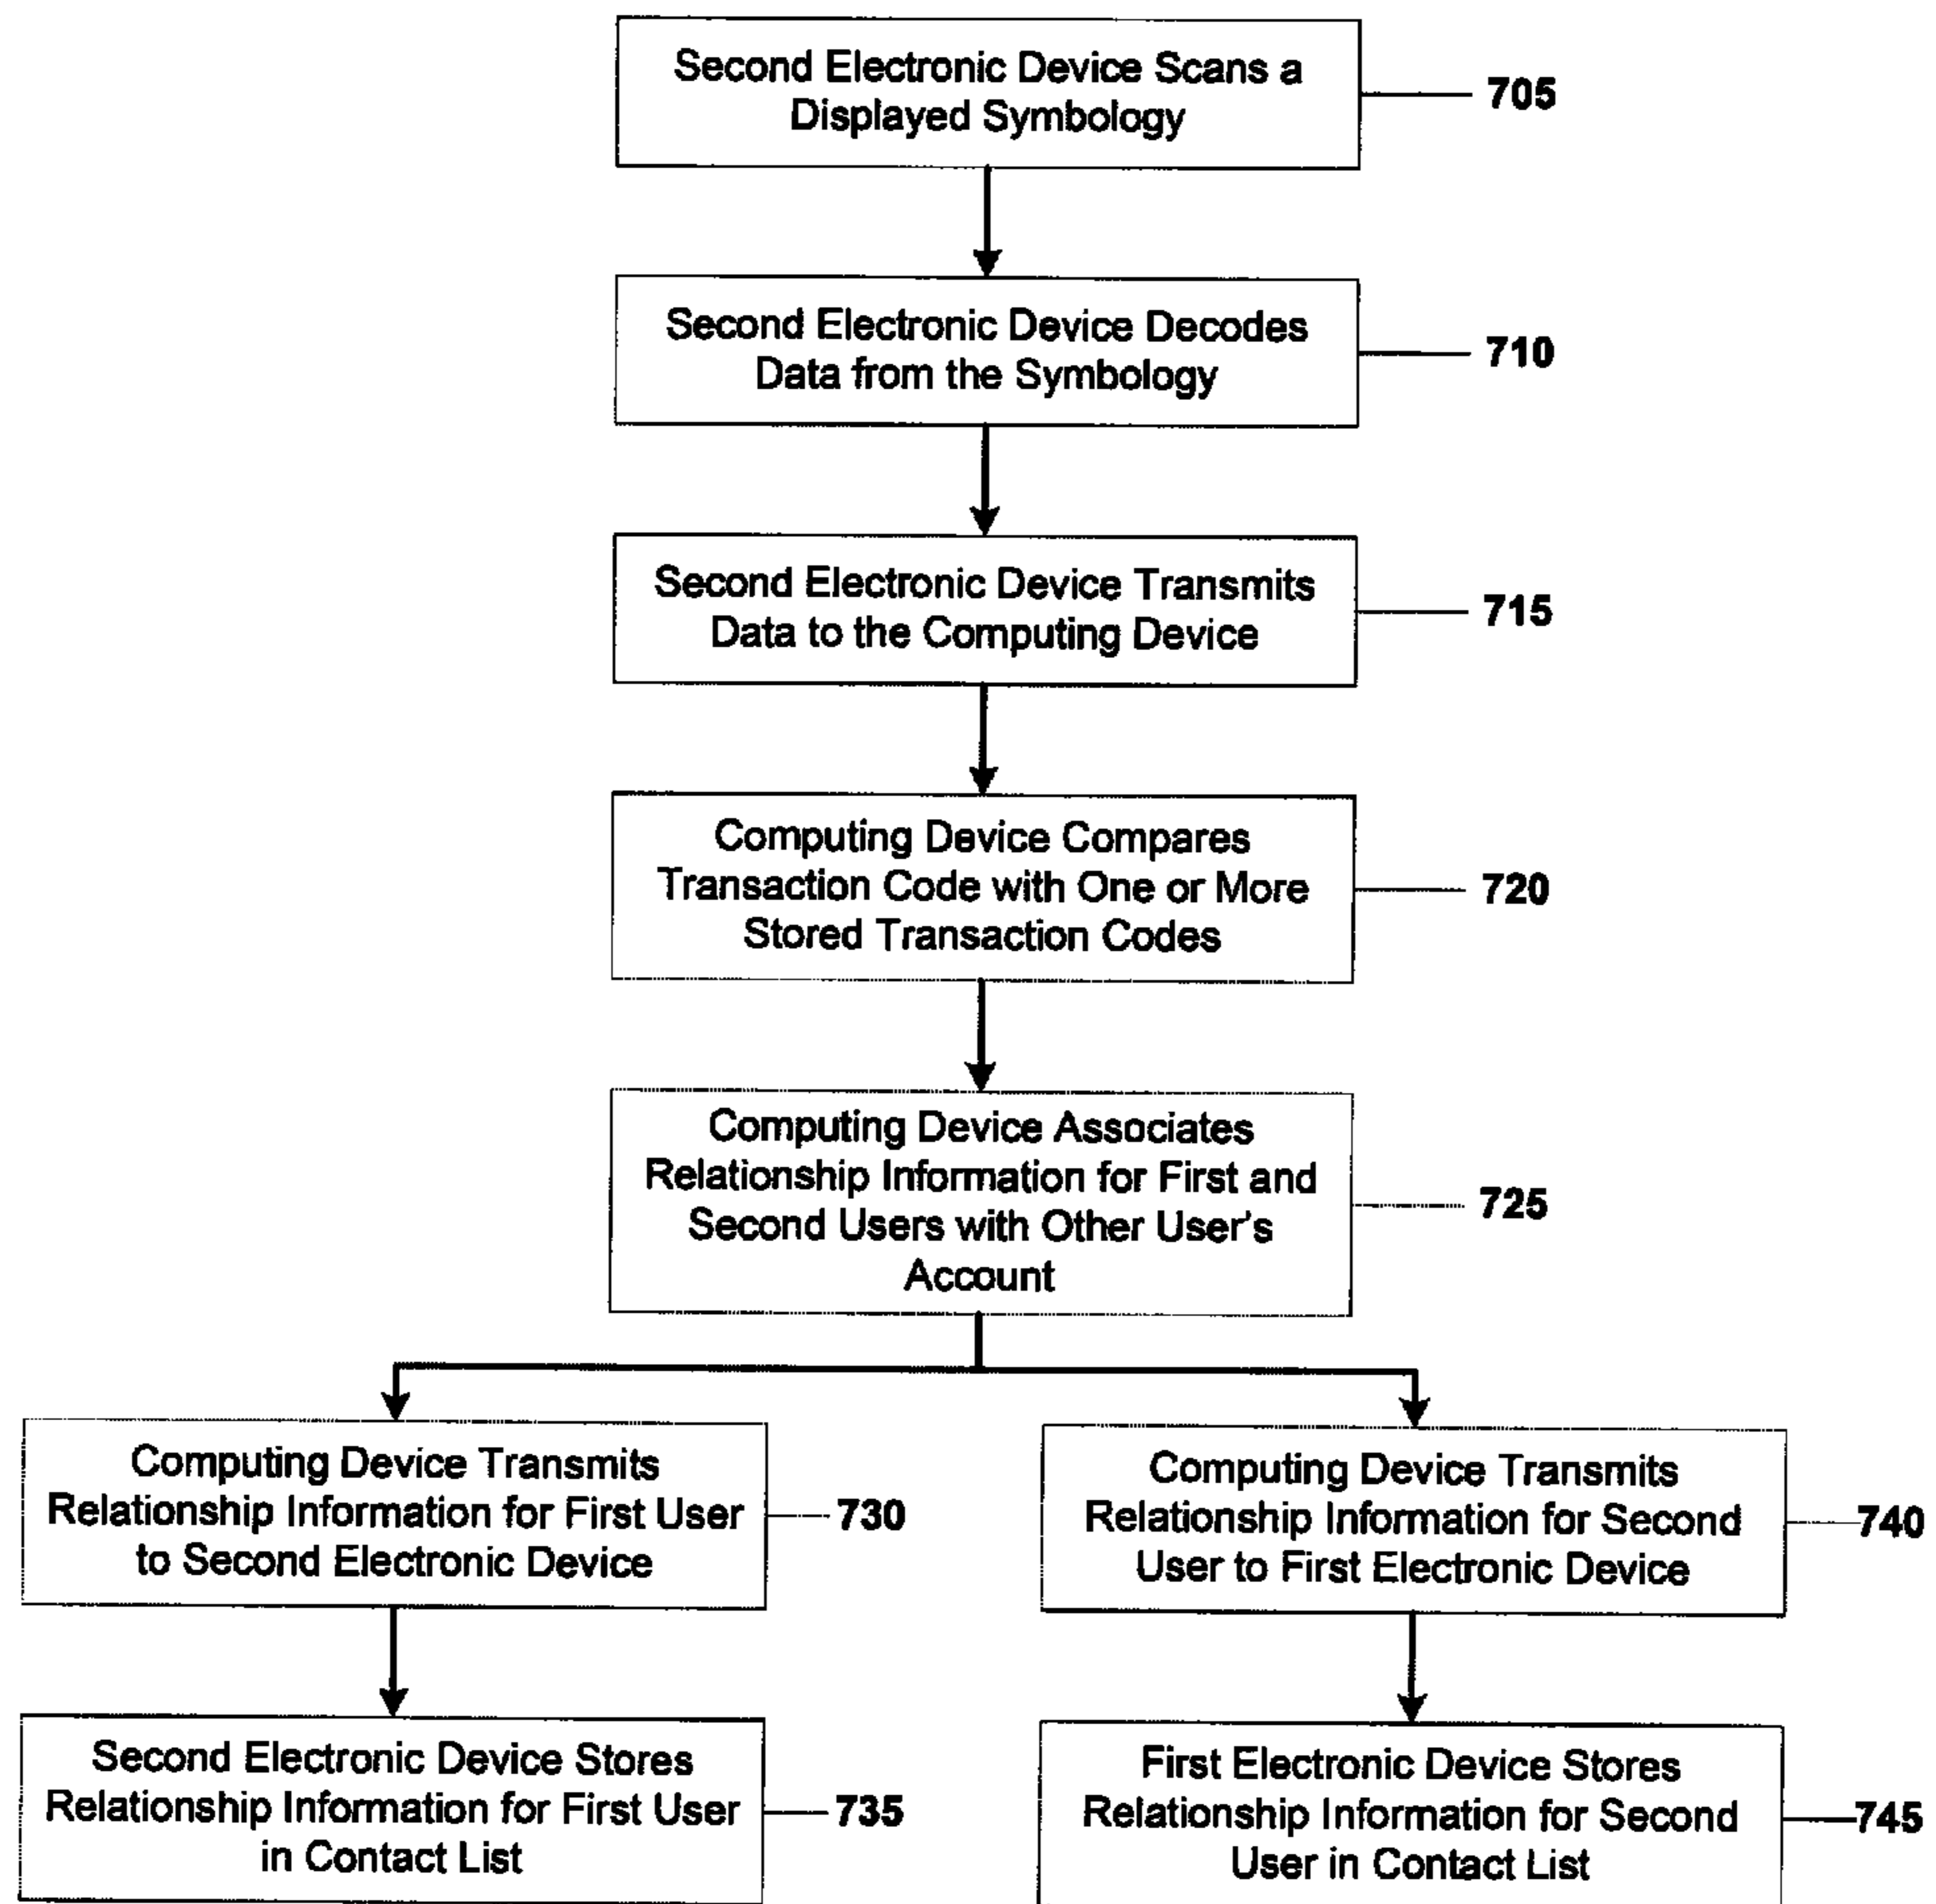 Second Electronic Device Scans a
Displayed Symbology
705
Second Electronic Device Decodes
Data from the Symbology
710
Second Electronic Device Transmits
Data to the Computing Device
715
Computing Device Compares
Transaction Code with One or More
Stored Transaction Codes
720
Computing Device Associates
Relationship Information for First and
Second Users with Other User's
Account
725
Computing Device Transmits
Relationship Information for First User
to Second Electronic Device
730
Computing Device Transmits
Relationship Information for Second
User to First Electronic Device
740
Second Electronic Device Stores
Relationship Information for First User
in Contact List
735
First Electronic Device Stores
Relationship Information for Second
User in Contact List
745